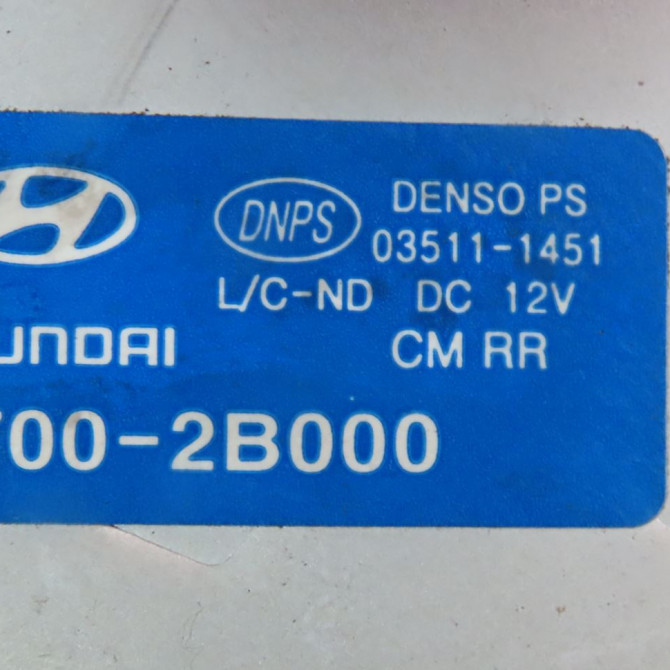 DNPS DENSO PS
03511-1451
L/C-ND DC 12V
UNDAI CM RR
700-2B000